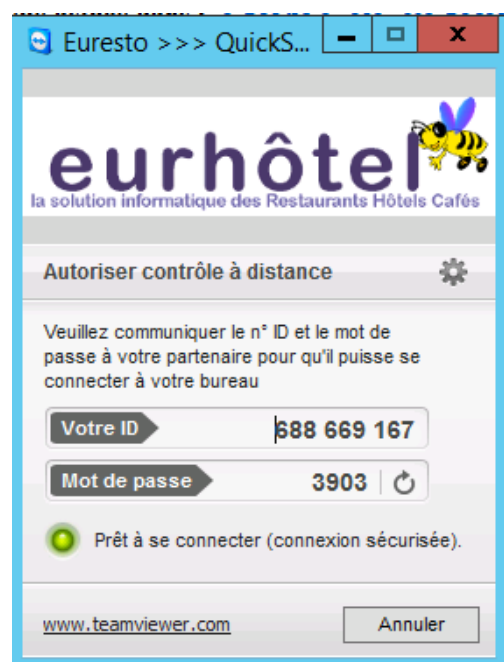 Euresto >>> QuickS...
eurhôtel
la solution informatique des Restaurants Hôtels Cafés
Autoriser contrôle à distance
Veuillez communiquer le n° ID et le mot de
passe à votre partenaire pour qu'il puisse se
connecter à votre bureau
Votre ID 688 669 167
Mot de passe 3903
Prêt à se connecter (connexion sécurisée).
www.teamviewer.com Annuler